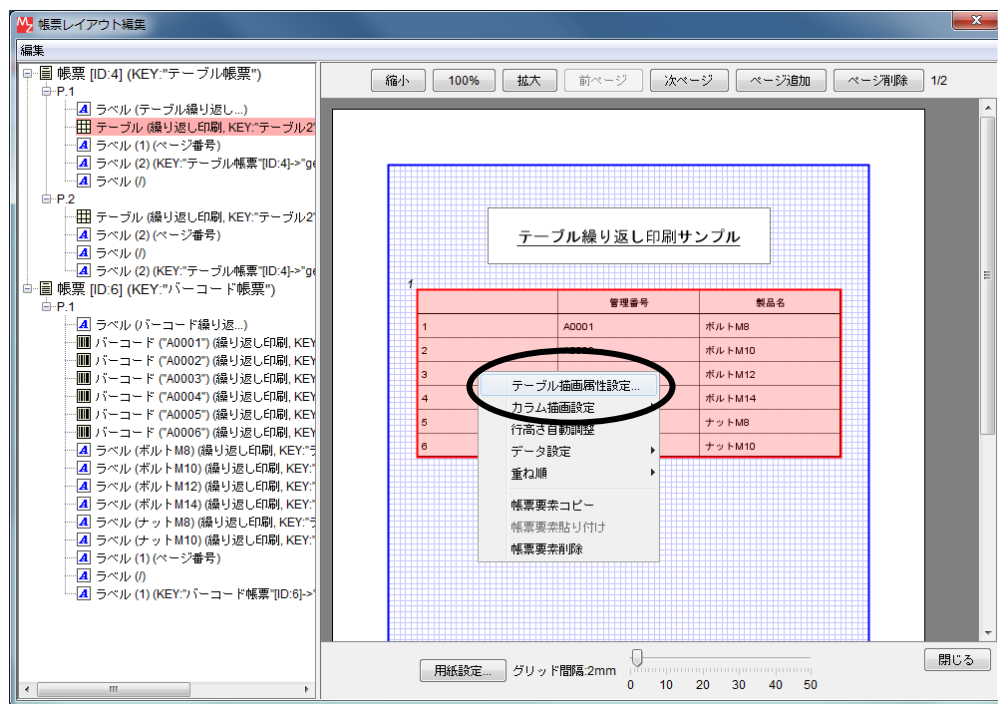 帳票レイアウト編集
編集
帳票 [ID:4] (KEY:"テーブル帳票")
P.1
ラベル (テーブル繰り返し...)
テーブル (繰り返し印刷, KEY:"テーブル2"
ラベル (1) (ページ番号)
ラベル (2) (KEY:"テーブル帳票"[ID:4]->"ge
ラベル (/)
P.2
テーブル (繰り返し印刷, KEY:"テーブル2"
ラベル (2) (ページ番号)
ラベル (/)
ラベル (2) (KEY:"テーブル帳票"[ID:4]->"ge
帳票 [ID:6] (KEY:"バーコード帳票")
P.1
ラベル (バーコード繰り返...)
バーコード ("A0001") (繰り返し印刷, KEY
バーコード ("A0002") (繰り返し印刷, KEY
バーコード ("A0003") (繰り返し印刷, KEY
バーコード ("A0004") (繰り返し印刷, KEY
バーコード ("A0005") (繰り返し印刷, KEY
バーコード ("A0006") (繰り返し印刷, KEY
ラベル (ボルトM8) (繰り返し印刷, KEY:"ラ
ラベル (ボルトM10) (繰り返し印刷, KEY:"
ラベル (ボルトM12) (繰り返し印刷, KEY:"
ラベル (ボルトM14) (繰り返し印刷, KEY:"
ラベル (ナットM8) (繰り返し印刷, KEY:"ラ
ラベル (ナットM10) (繰り返し印刷, KEY:"
ラベル (1) (ページ番号)
ラベル (/)
ラベル (1) (KEY:"バーコード帳票"[ID:6]->"
縮小 100% 拡大 前ページ 次ページ ページ追加 ページ削除 1/2
テーブル繰り返し印刷サンプル
1
管理番号 製品名
1 A0001 ボルトM8
2 ボルトM10
3 ボルトM12
4 ボルトM14
5 ナットM8
6 ナットM10
テーブル描画属性設定...
カラム描画設定
行高さ自動調整
データ設定
重ね順
帳票要素コピー
帳票要素貼り付け
帳票要素削除
用紙設定... グリッド間隔:2mm
0 10 20 30 40 50
閉じる